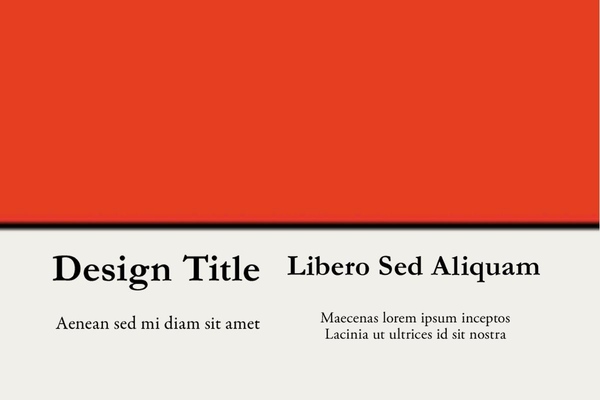 Design Title
Aenean sed mi diam sit amet
Libero Sed Aliquam
Maecenas lorem ipsum inceptos
Lacinia ut ultrices id sit nostra